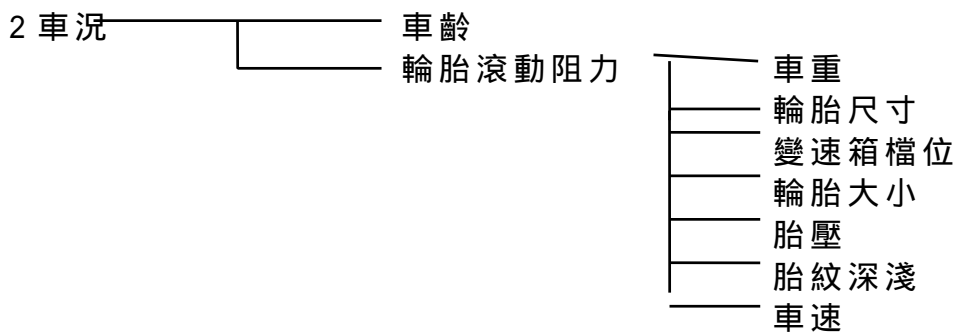 2 車況 車齡
輪胎滾動阻力
車重
輪胎尺寸
變速箱檔位
輪胎大小
胎壓
胎紋深淺
車速